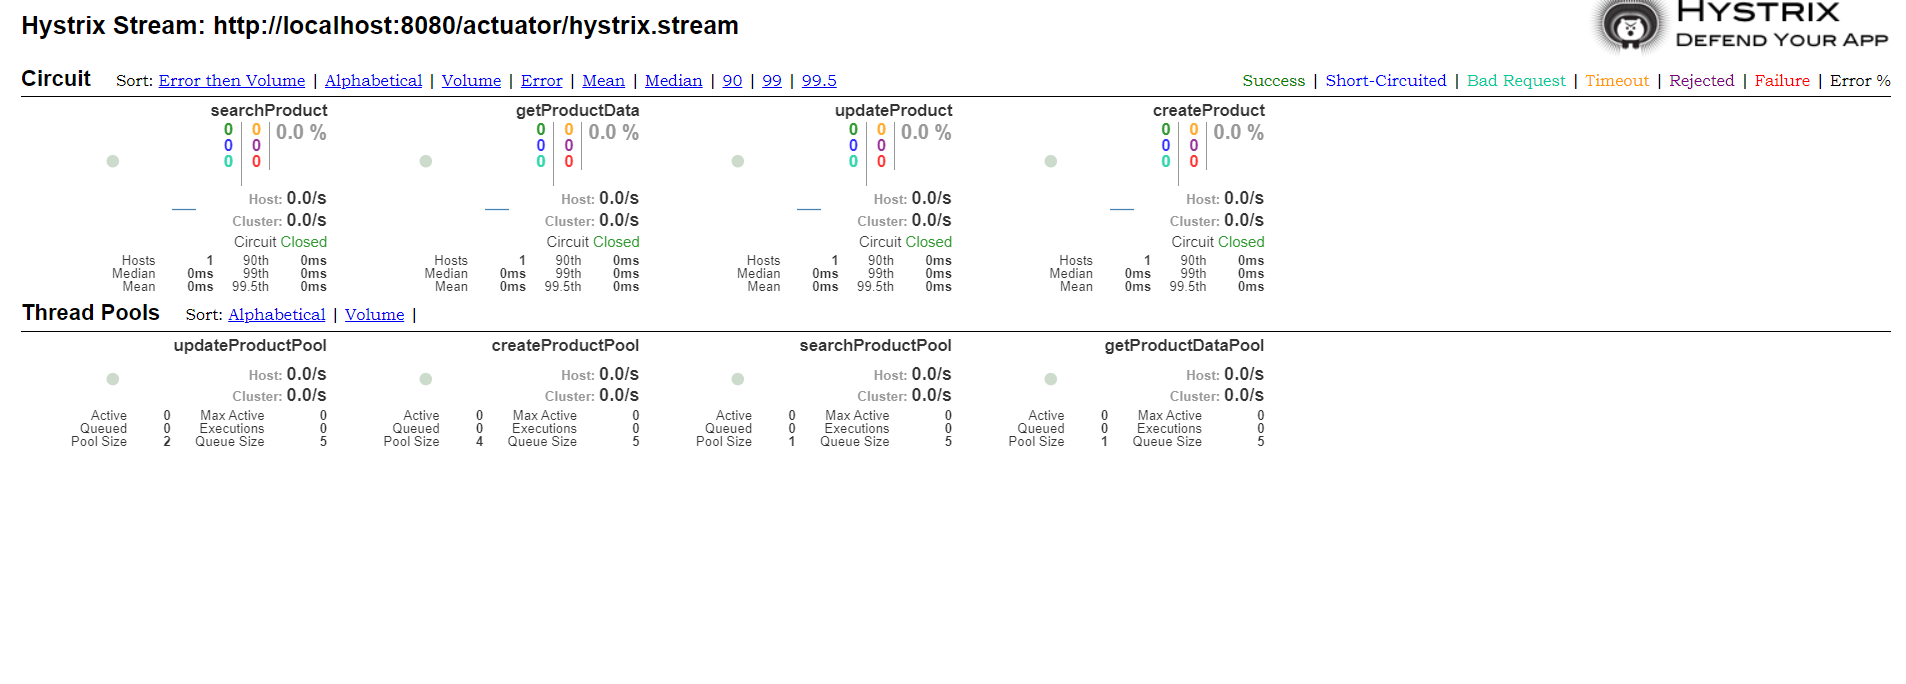 Hystrix Stream: http://localhost:8080/actuator/hystrix.stream
HYSTRIX
DEFEND YOUR APP
Circuit Sort: Error then Volume | Alphabetical | Volume | Error | Mean | Median | 90 | 99 | 99.5
Success | Short-Circuited | Bad Request | Timeout | Rejected | Failure | Error %
searchProduct getProductData updateProduct createProduct
0 0 0.0 % 0 0 0.0 % 0 0 0.0 % 0 0 0.0 %
0 0 0 0 0 0 0 0
0 0 0 0 0 0 0 0
Host: 0.0/s Host: 0.0/s Host: 0.0/s Host: 0.0/s
Cluster: 0.0/s Cluster: 0.0/s Cluster: 0.0/s Cluster: 0.0/s
Circuit Closed Circuit Closed Circuit Closed Circuit Closed
Hosts 1 90th 0ms Hosts 1 90th 0ms Hosts 1 90th 0ms Hosts 1 90th 0ms
Median 0ms 99th 0ms Median 0ms 99th 0ms Median 0ms 99th 0ms Median 0ms 99th 0ms
Mean 0ms 99.5th 0ms Mean 0ms 99.5th 0ms Mean 0ms 99.5th 0ms Mean 0ms 99.5th 0ms
Thread Pools Sort: Alphabetical | Volume |
updateProductPool createProductPool searchProductPool getProductDataPool
Host: 0.0/s Host: 0.0/s Host: 0.0/s Host: 0.0/s
Cluster: 0.0/s Cluster: 0.0/s Cluster: 0.0/s Cluster: 0.0/s
Active 0 Max Active 0 Active 0 Max Active 0 Active 0 Max Active 0 Active 0 Max Active 0
Queued 0 Executions 0 Queued 0 Executions 0 Queued 0 Executions 0 Queued 0 Executions 0
Pool Size 2 Queue Size 5 Pool Size 4 Queue Size 5 Pool Size 1 Queue Size 5 Pool Size 1 Queue Size 5